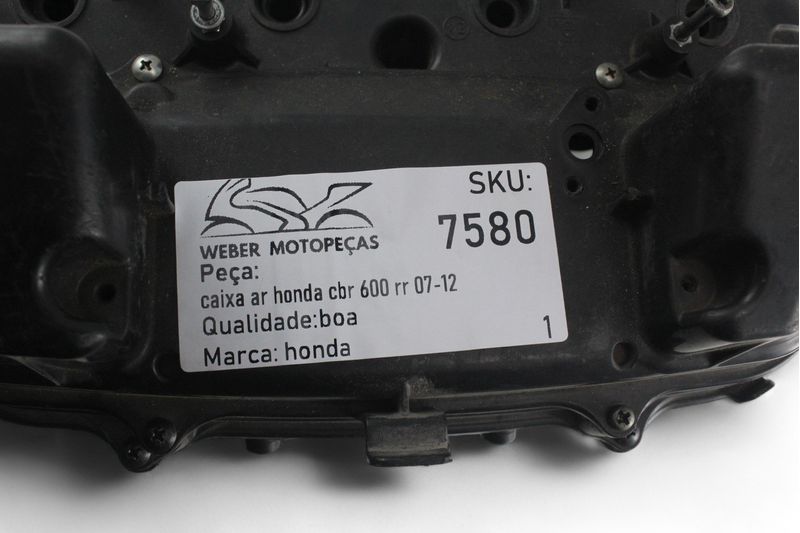 SKU:
7580
WEBER MOTOPEÇAS
Peça:
caixa ar honda cbr 600 rr 07-12
Qualidade:boa
Marca: honda
1